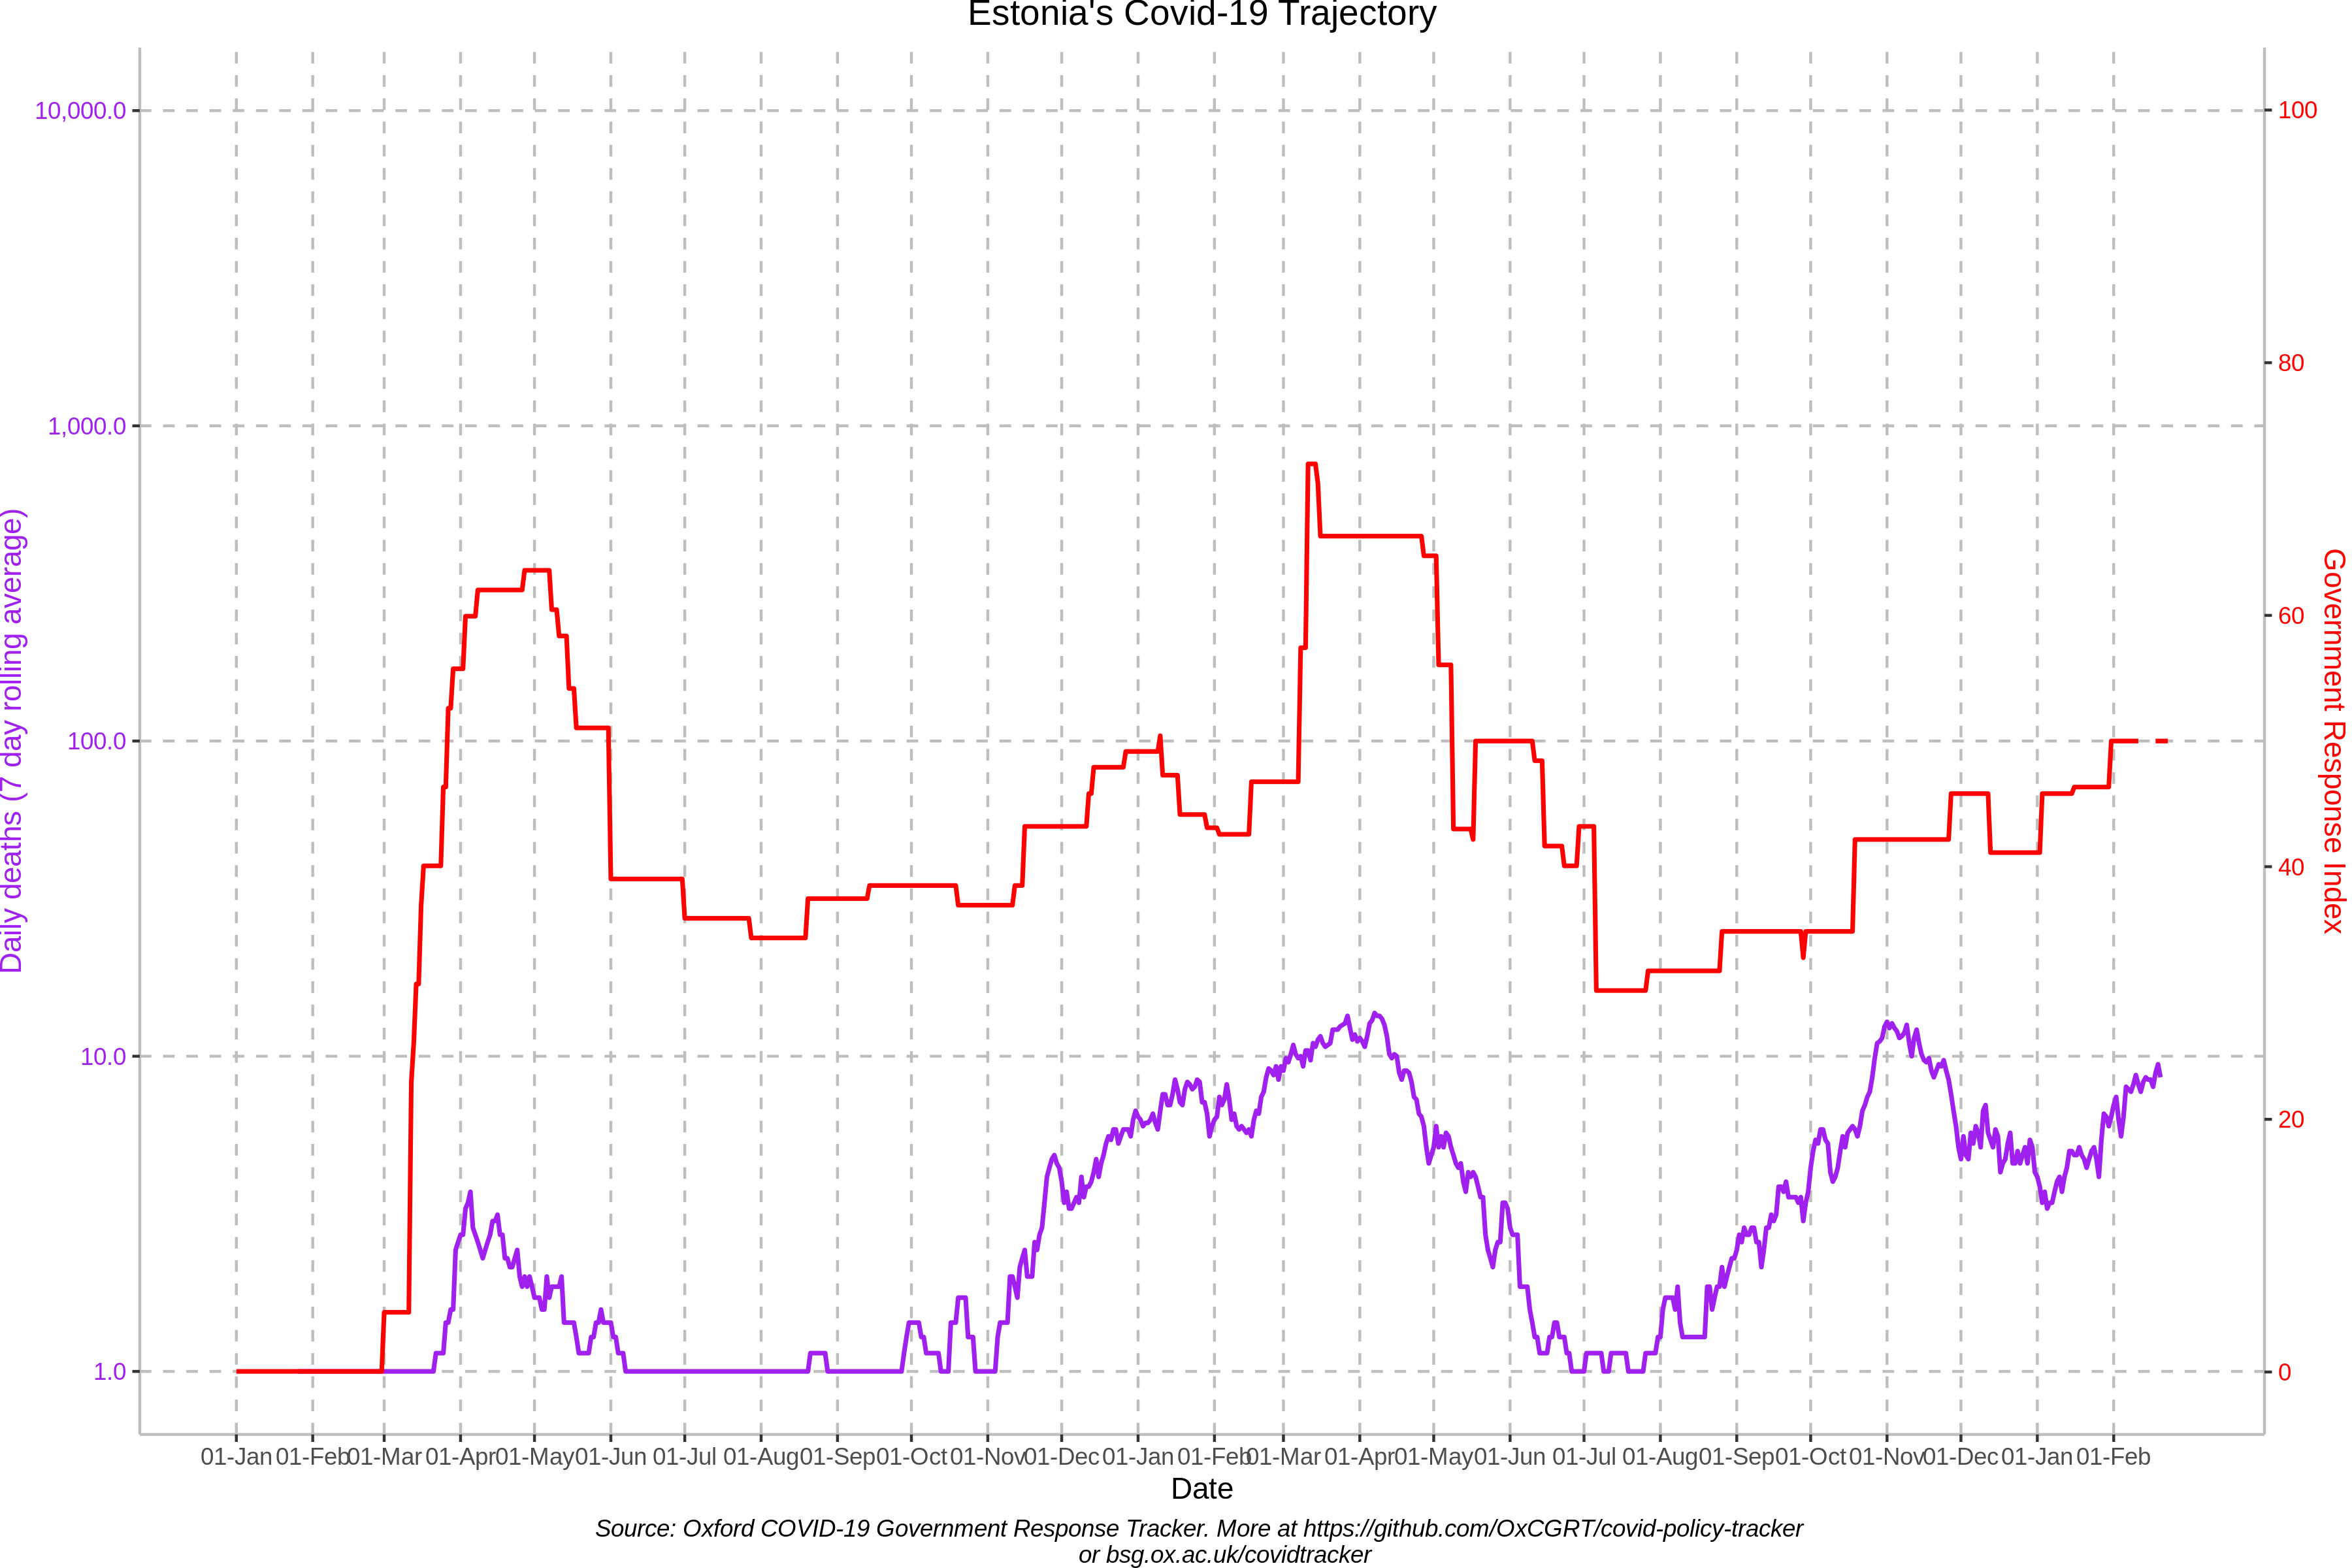 Estonia's Covid-19 Trajectory
Daily deaths (7 day rolling average)
10,000.0
1,000.0
100.0
10.0
1.0
100
80
60
40
20
0
Government Response Index
01-Jan 01-Feb 01-Mar 01-Apr 01-May 01-Jun 01-Jul 01-Aug 01-Sep 01-Oct 01-Nov 01-Dec 01-Jan 01-Feb 01-Mar 01-Apr 01-May 01-Jun 01-Jul 01-Aug 01-Sep 01-Oct 01-Nov 01-Dec 01-Jan 01-Feb
Date
Source: Oxford COVID-19 Government Response Tracker. More at https://github.com/OxCGRT/covid-policy-tracker
or bsg.ox.ac.uk/covidtracker